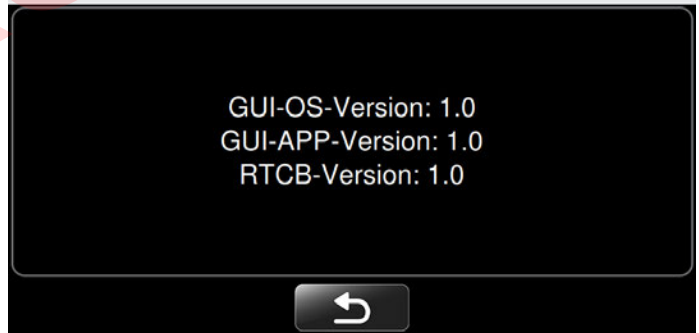 GUI-OS-Version: 1.0
GUI-APP-Version: 1.0
RTCB-Version: 1.0